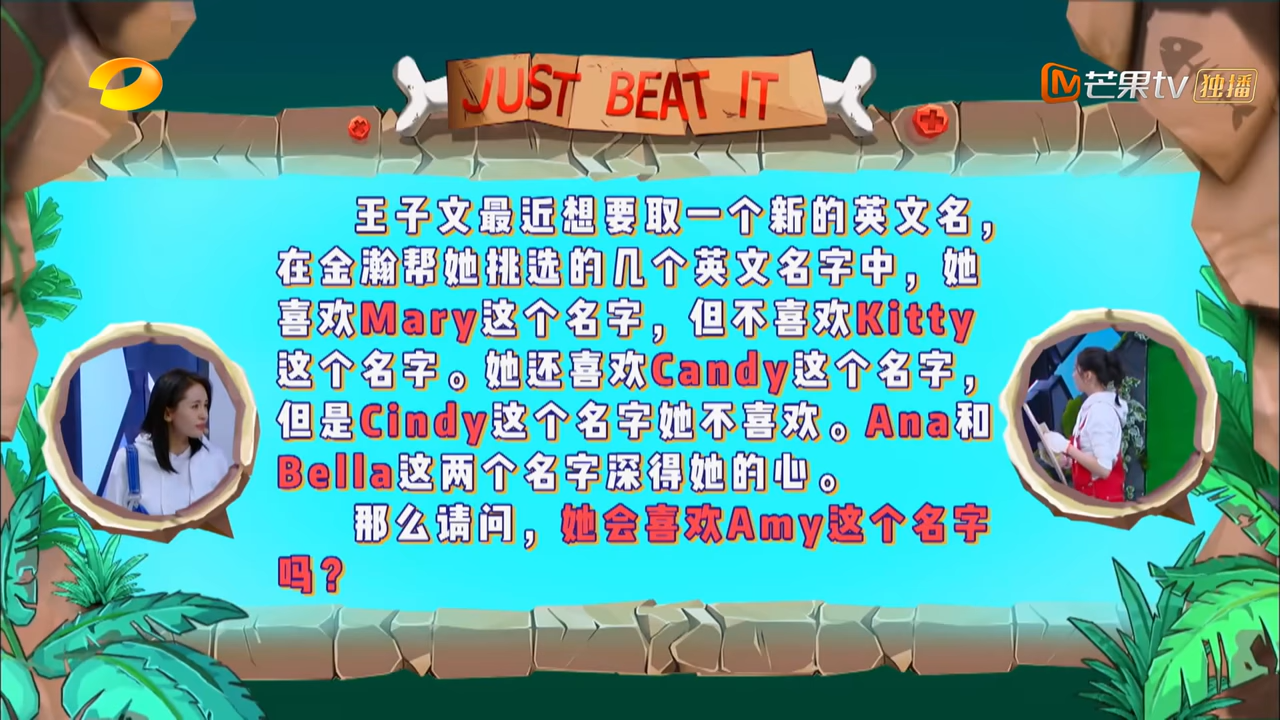 JUST BEAT IT
芒果tv 独播
王子文最近想要取一个新的英文名，
在金瀚帮她挑选的几个英文名字中，她
喜欢Mary这个名字，但不喜欢Kitty
这个名字。她还喜欢Candy这个名字，
但是Cindy这个名字她不喜欢。Ana和
Bella这两个名字深得她的心。
那么请问，她会喜欢Amy这个名字
吗？